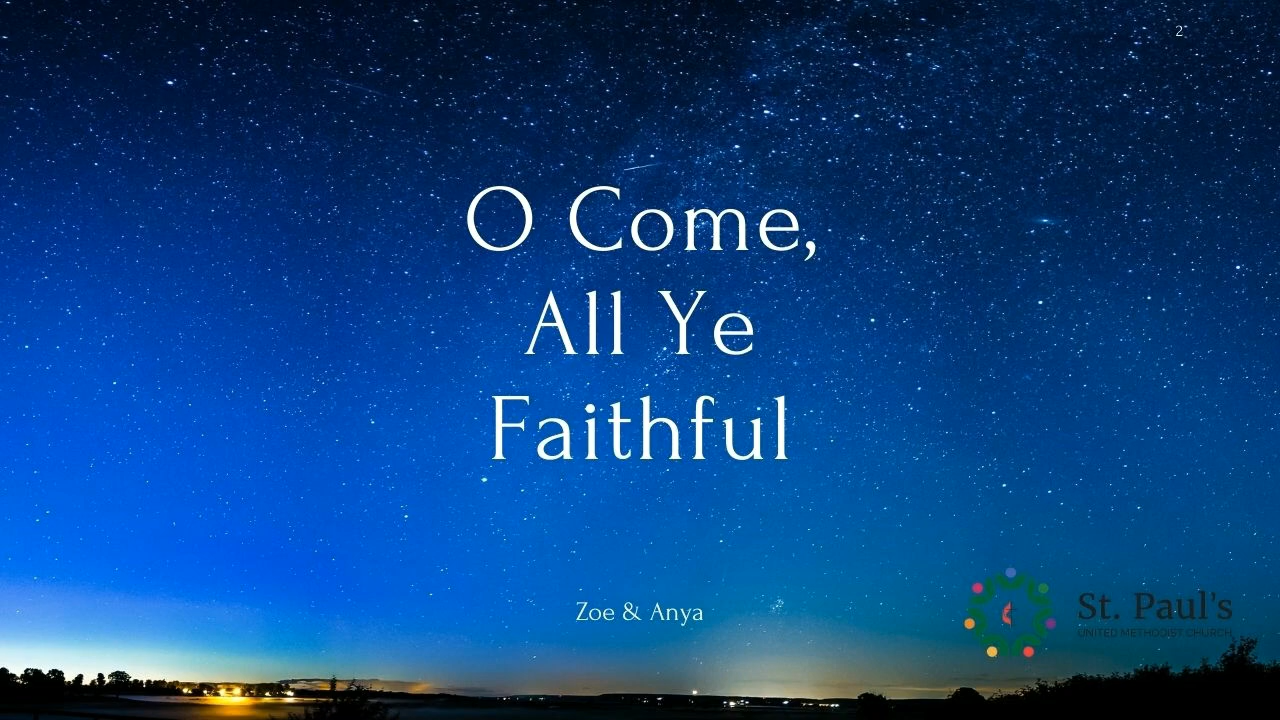 2
O Come,
All Ye
Faithful
Zoe & Anya
St. Paul's
UNITED METHODIST CHURCH